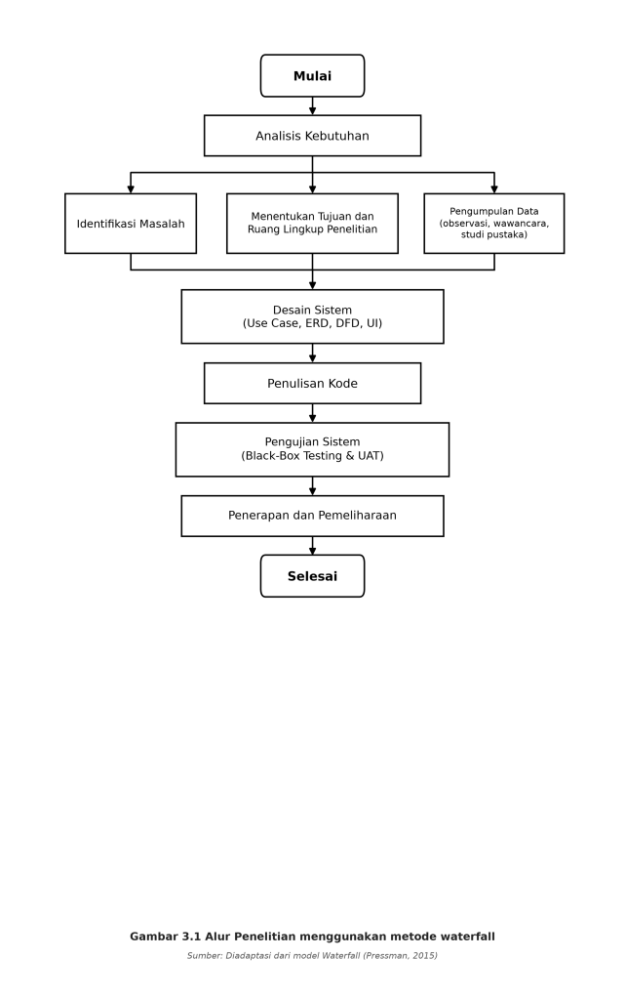 Mulai
Analisis Kebutuhan
Identifikasi Masalah
Menentukan Tujuan dan
Ruang Lingkup Penelitian
Pengumpulan Data
(observasi, wawancara,
studi pustaka)
Desain Sistem
(Use Case, ERD, DFD, UI)
Penulisan Kode
Pengujian Sistem
(Black-Box Testing & UAT)
Penerapan dan Pemeliharaan
Selesai
Gambar 3.1 Alur Penelitian menggunakan metode waterfall
Sumber: Diadaptasi dari model Waterfall (Pressman, 2015)